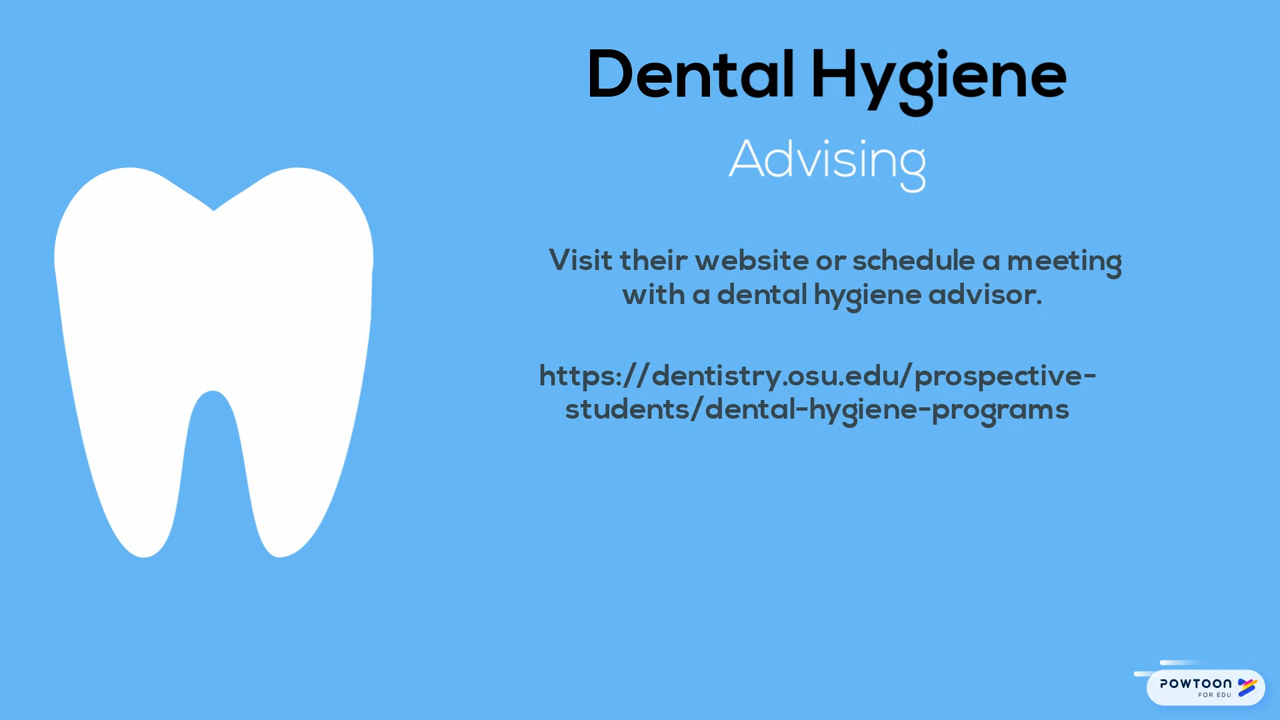 Dental Hygiene
Advising
Visit their website or schedule a meeting
with a dental hygiene advisor.
https://dentistry.osu.edu/prospective-
students/dental-hygiene-programs
POWTOON
FOR EDU